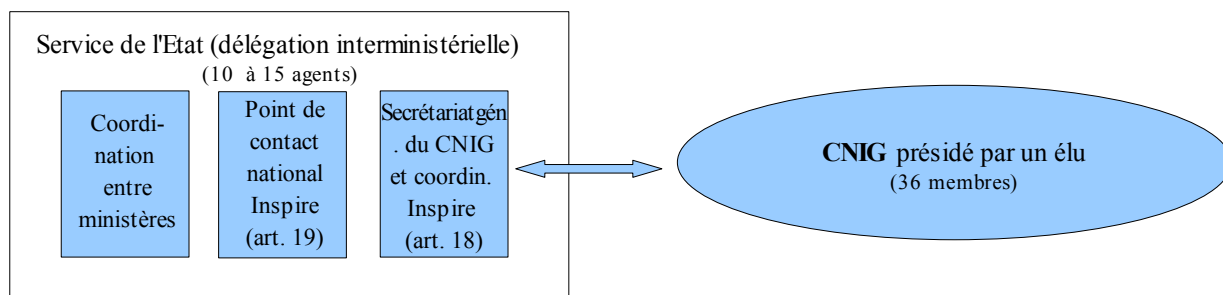 Service de l'Etat (délégation interministérielle)
(10 à 15 agents)
Coordi-
nation
entre
ministères
Point de
contact
national
Inspire
(art. 19)
Secrétariatgén
. du CNIG
et coordin.
Inspire
(art. 18)
CNIG présidé par un élu
(36 membres)